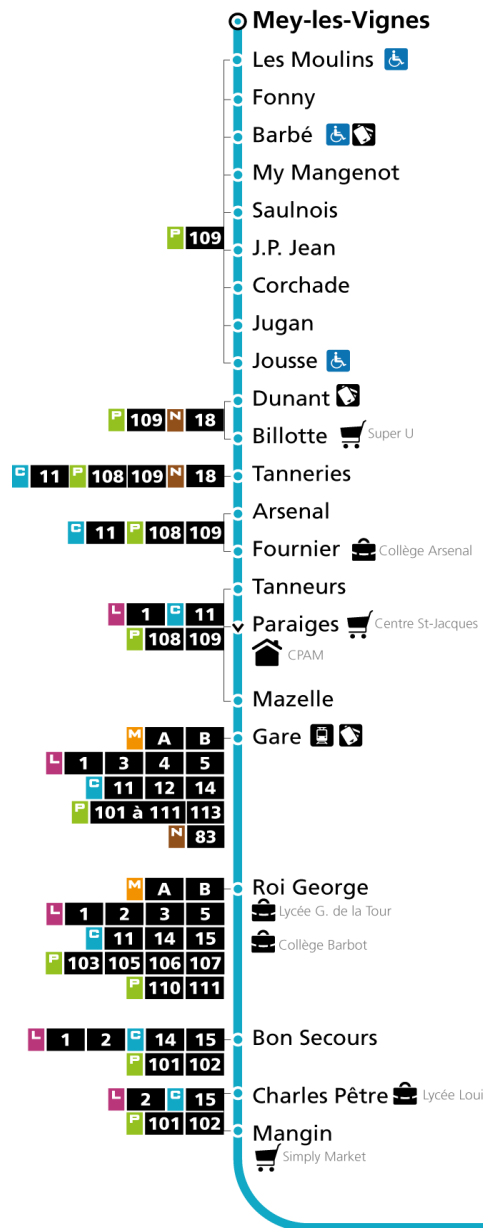 Mey-les-Vignes
Les Moulins
Fonny
Barbé
My Mangenot
Saulnois
P 109
J.P. Jean
Corchade
Jugan
Jousse
Dunant
P 109 N 18
Billotte Super U
C 11 P 108 109 N 18 Tanneries
Arsenal
C 11 P 108 109
Fournier Collège Arsenal
Tanneurs
L 1 C 11
P 108 109
Paraiges Centre St-Jacques
CPAM
Mazelle
M A B Gare
L 1 3 4 5
C 11 12 14
P 101 à 111 113
N 83
M A B Roi George
L 1 2 3 5 Lycée G. de la Tour
C 11 14 15 Collège Barbot
P 103 105 106 107
P 110 111
L 1 2 C 14 15 Bon Secours
P 101 102
L 2 C 15 Charles Pêtre Lycée Loui
P 101 102 Mangin
Simply Market